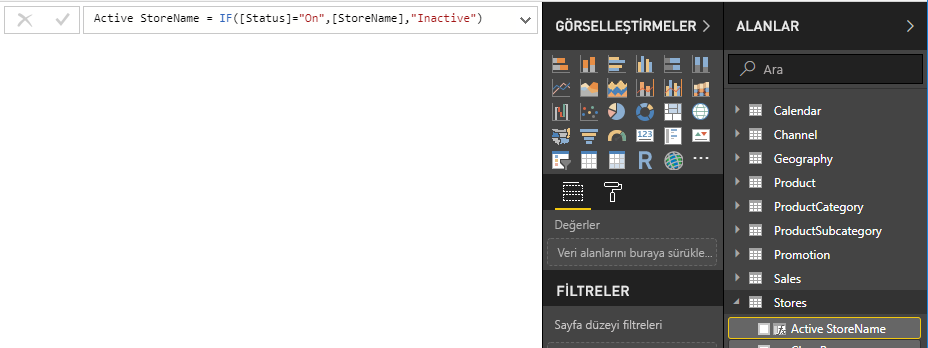 Active StoreName = IF([Status]="On",[StoreName],"Inactive")
GÖRSELLEŞTİRMELER
123
R
Değerler
Veri alanlarını buraya sürükle...
FİLTRELER
Sayfa düzeyi filtreleri
ALANLAR
Ara
Calendar
Channel
Geography
Product
ProductCategory
ProductSubcategory
Promotion
Sales
Stores
Active StoreName